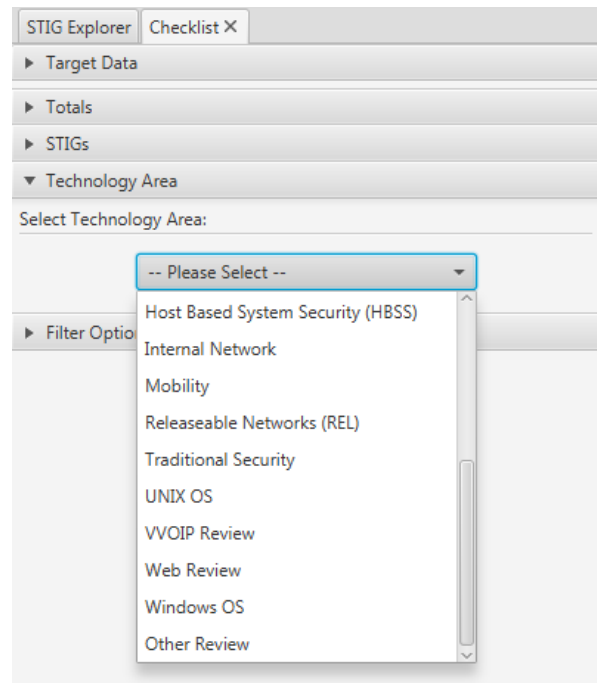 STIG Explorer Checklist
Target Data
Totals
STIGs
Technology Area
Select Technology Area:
-- Please Select --
Host Based System Security (HBSS)
Filter Optio
Internal Network
Mobility
Releaseable Networks (REL)
Traditional Security
UNIX OS
VVOIP Review
Web Review
Windows OS
Other Review